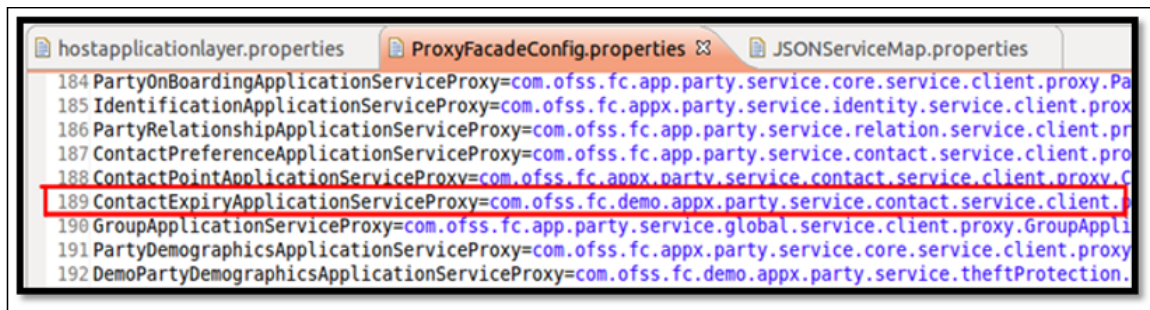 hostapplicationlayer.properties ProxyFacadeConfig.properties JSONServiceMap.properties
184 PartyOnBoardingApplicationServiceProxy=com.ofss.fc.app.party.service.core.service.client.proxy.Pa
185 IdentificationApplicationServiceProxy=com.ofss.fc.appx.party.service.identity.service.client.prox
186 PartyRelationshipApplicationServiceProxy=com.ofss.fc.app.party.service.relation.service.client.pr
187 ContactPreferenceApplicationServiceProxy=com.ofss.fc.app.party.service.contact.service.client.pro
188 ContactPointApplicationServiceProxy=com.ofss.fc.appx.party.service.contact.service.client.proxy.C
189 ContactExpiryApplicationServiceProxy=com.ofss.fc.demo.appx.party.service.contact.service.client.p
190 GroupApplicationServiceProxy=com.ofss.fc.app.party.service.global.service.client.proxy.GroupAppli
191 PartyDemographicsApplicationServiceProxy=com.ofss.fc.appx.party.service.core.service.client.proxy
192 DemoPartyDemographicsApplicationServiceProxy=com.ofss.fc.demo.appx.party.service.theftProtection.